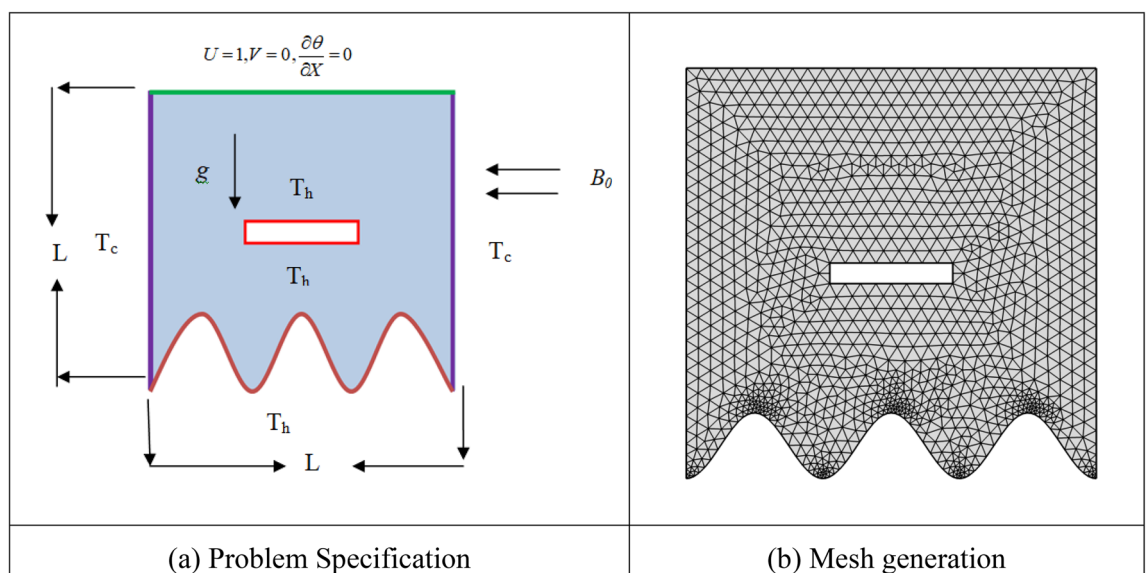 U=1,V=0,∂θ/∂X=0
g
T_h
B_0
L
T_c
T_c
T_h
T_h
L
(a) Problem Specification
(b) Mesh generation